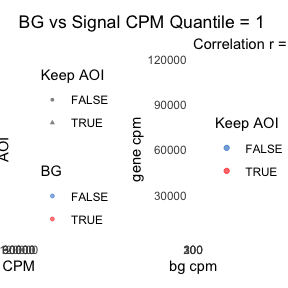 BG vs Signal CPM Quantile = 1
Correlation r =
Keep AOI
FALSE
TRUE
BG
FALSE
TRUE
AOI
CPM
gene cpm
120000
90000
60000
30000
bg cpm
Keep AOI
FALSE
TRUE